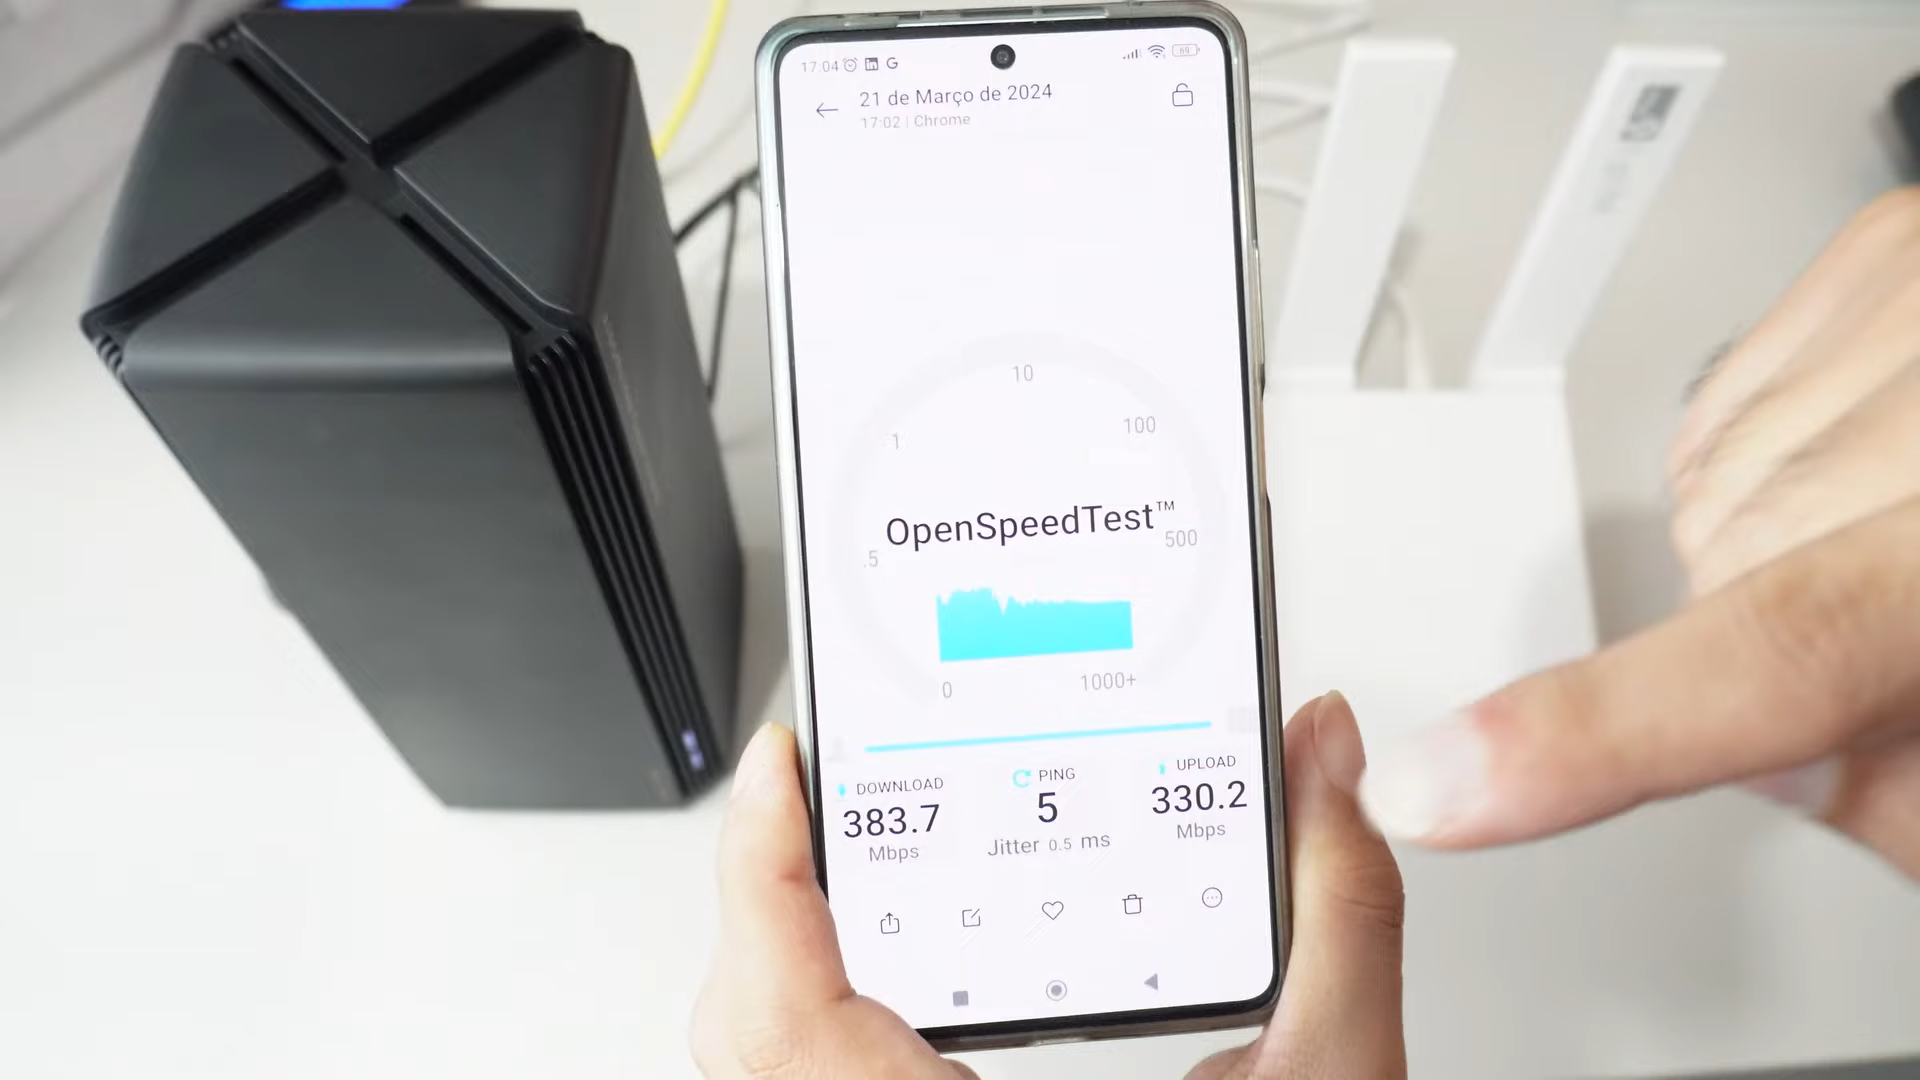 17:04
69
21 de Março de 2024
17:02 | Chrome
10
1
100
OpenSpeedTest™
.5
500
0
1000+
DOWNLOAD
PING
UPLOAD
383.7
5
330.2
Mbps
Jitter 0.5 ms
Mbps